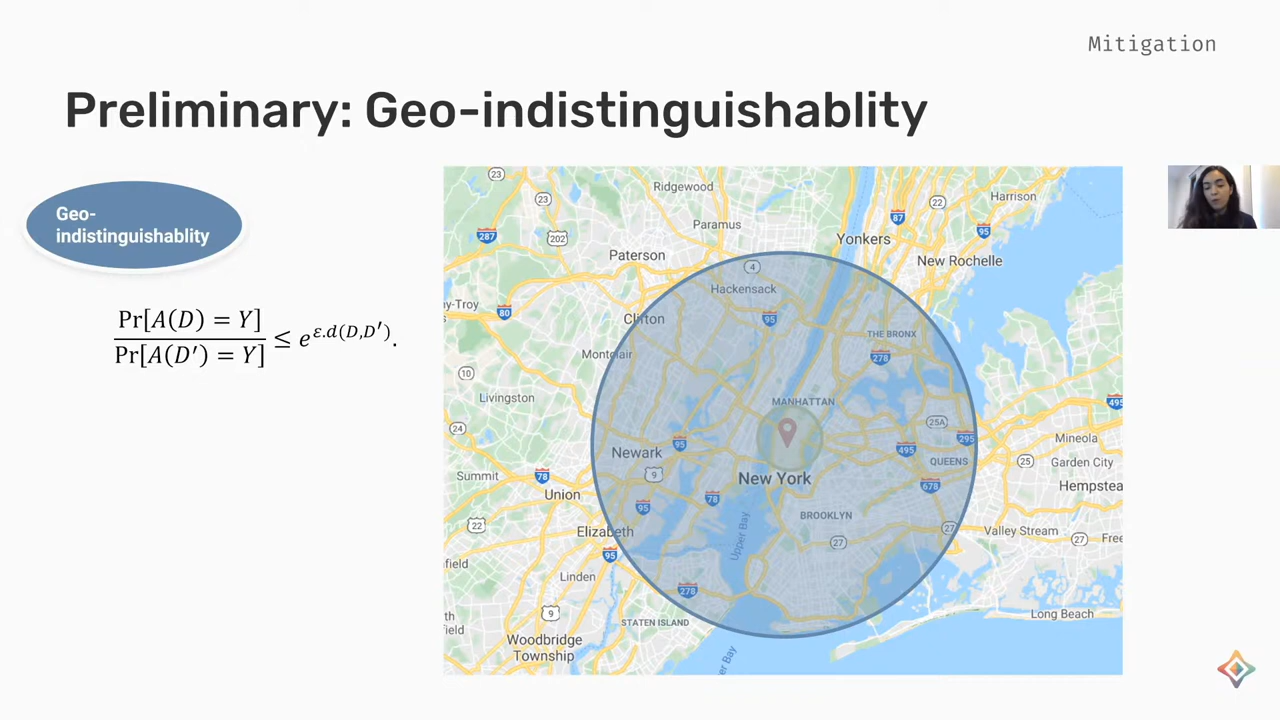 Mitigation
Preliminary: Geo-indistinguishablity
Geo-
indistinguishablity
Pr[A(D) = Y]
Pr[A(D′) = Y]
≤ e^{ε.d(D,D′)}.
23
Ridgewood
23
22
Harrison
202
Paramus
87
287
95
Yonkers
Paterson
New Rochelle
4
Hackensack
y-Troy
80
Clifton
95
THE BRONX
Montclair
278
10
Livingston
MANHATTAN
495
24
25A
Newark
95
495
295
Mineola
9
QUEENS
25
Garden City
Summit
78
New York
678
Hempstea
Union
78
95
BROOKLYN
22
Elizabeth
Upper Bay
27
27
Valley Stream
27
Free
field
95
Linden
278
9
STATEN ISLAND
Long Beach
th
field
Woodbridge
Township
er Bay